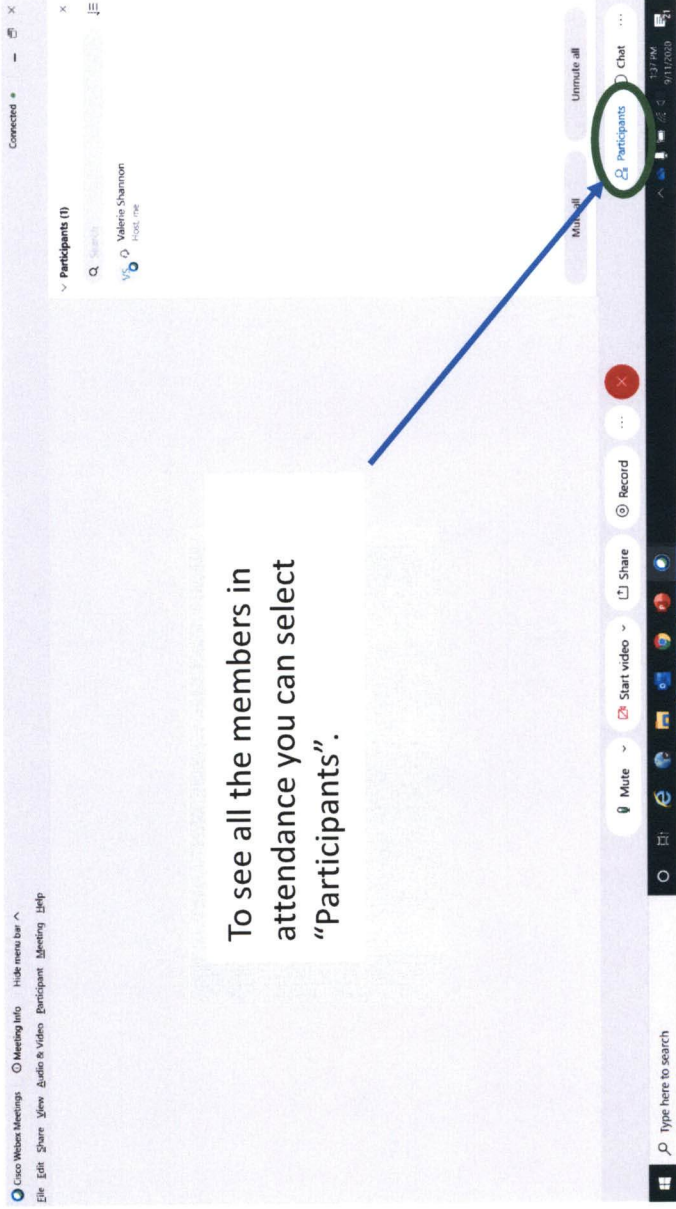 Cisco Webex Meetings Meeting Info Hide menu bar
Connected
File Edit Share View Audio & Video Participant Meeting Help
Participants (1)
Search
VS Valerie Shannon
Host, me
To see all the members in
attendance you can select
“Participants”.
Mute all Unmute all
Mute Start video Share Record Participants Chat
Type here to search
1:37 PM
9/11/2020
21